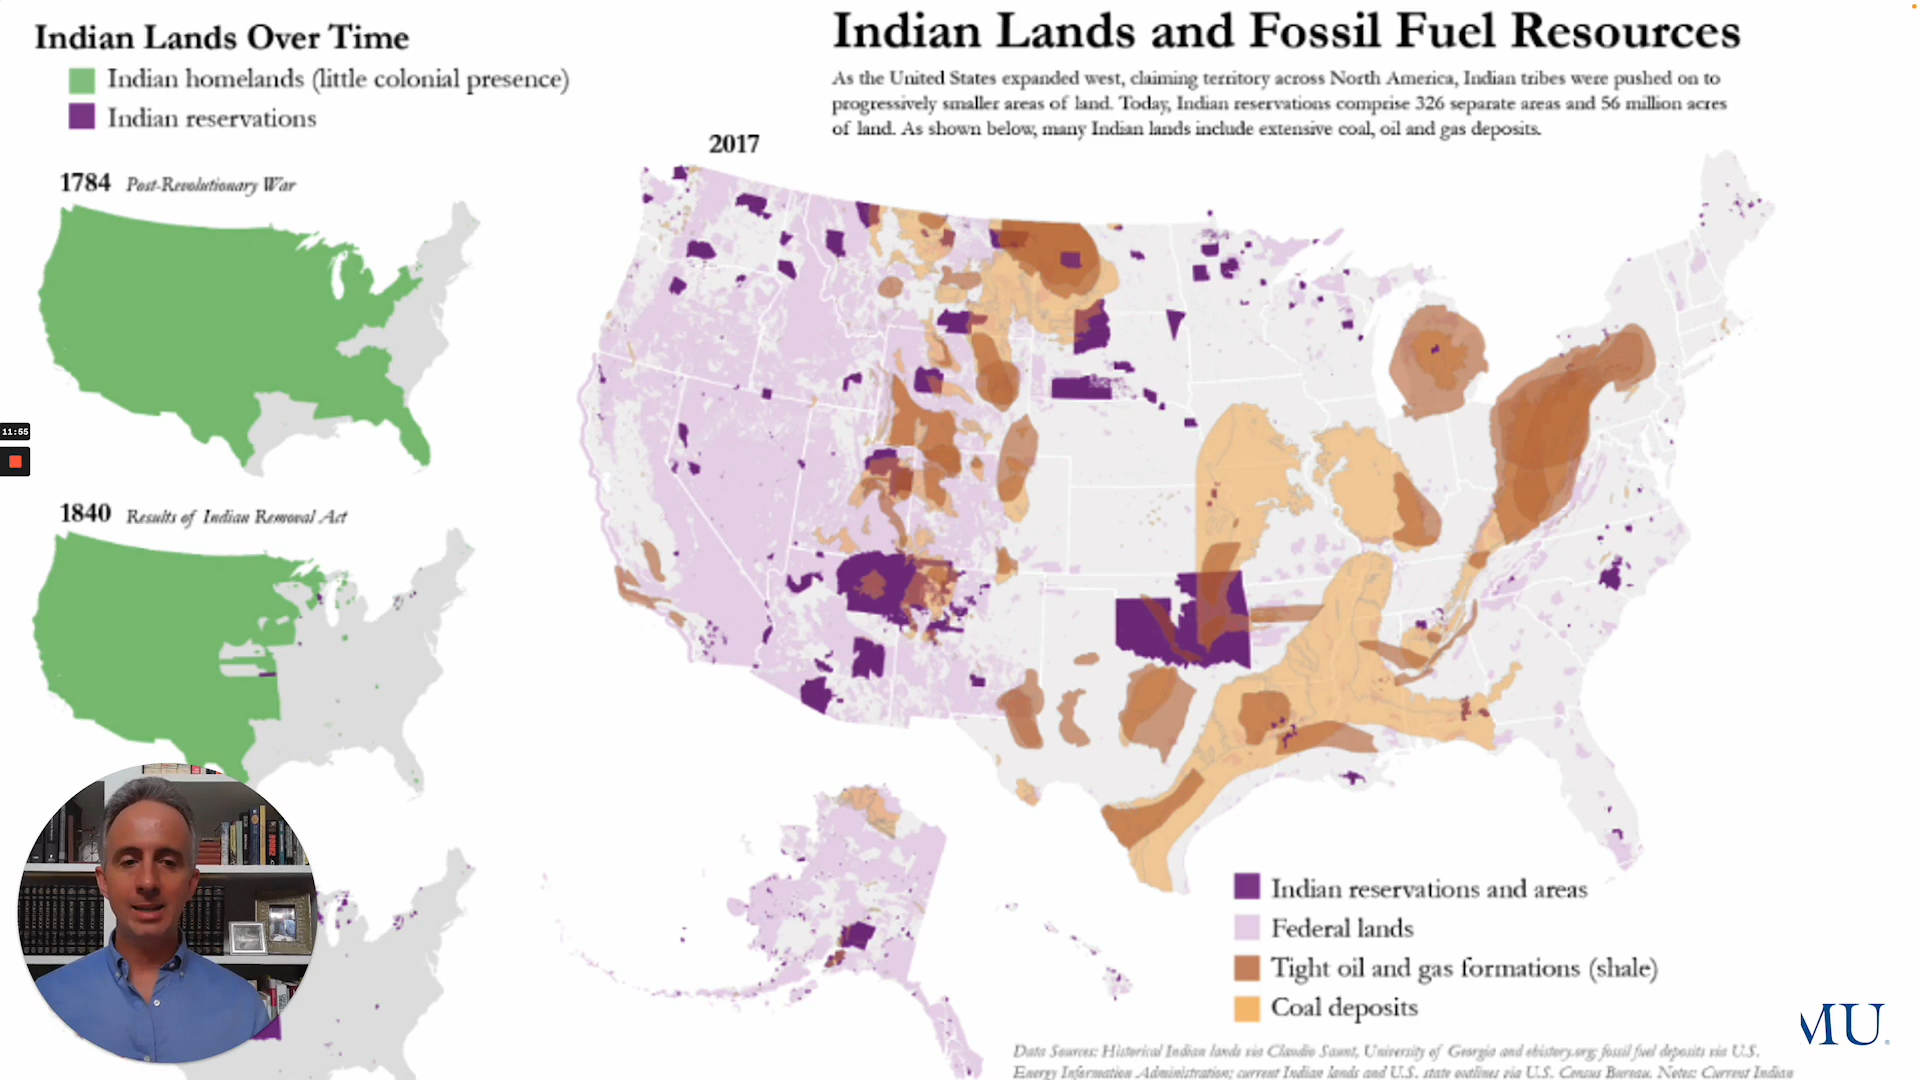 Indian Lands Over Time
Indian homelands (little colonial presence)
Indian reservations
1784 Post-Revolutionary War
1840 Results of Indian Removal Act
11:55
Indian Lands and Fossil Fuel Resources
As the United States expanded west, claiming territory across North America, Indian tribes were pushed on to
progressively smaller areas of land. Today, Indian reservations comprise 326 separate areas and 56 million acres
of land. As shown below, many Indian lands include extensive coal, oil and gas deposits.
2017
Indian reservations and areas
Federal lands
Tight oil and gas formations (shale)
Coal deposits
Data Sources: Historical Indian lands via Claudio Saunt, University of Georgia and ehistory.org; fossil fuel deposits via U.S.
Energy Information Administration; current Indian lands and U.S. state outlines via U.S. Census Bureau. Notes: Current Indian
MU